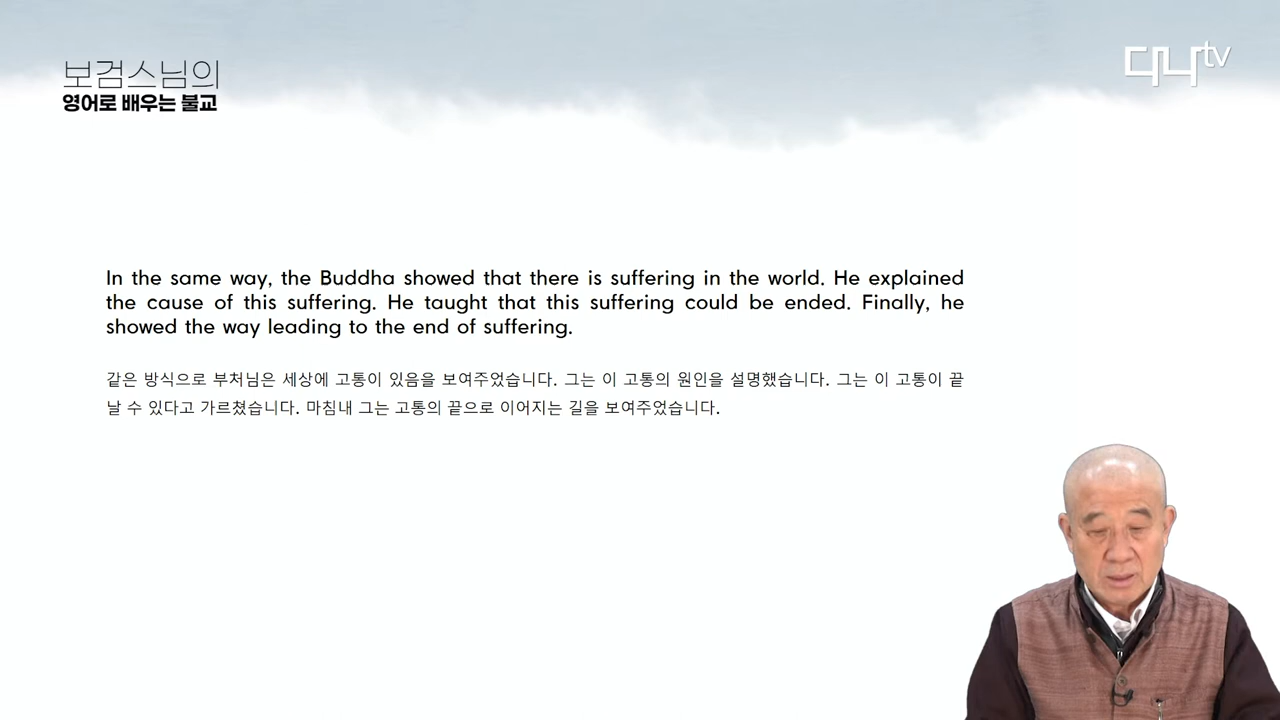 보검스님의
영어로 배우는 불교
다나tv
In the same way, the Buddha showed that there is suffering in the world. He explained
the cause of this suffering. He taught that this suffering could be ended. Finally, he
showed the way leading to the end of suffering.
같은 방식으로 부처님은 세상에 고통이 있음을 보여주었습니다. 그는 이 고통의 원인을 설명했습니다. 그는 이 고통이 끝
날 수 있다고 가르쳤습니다. 마침내 그는 고통의 끝으로 이어지는 길을 보여주었습니다.